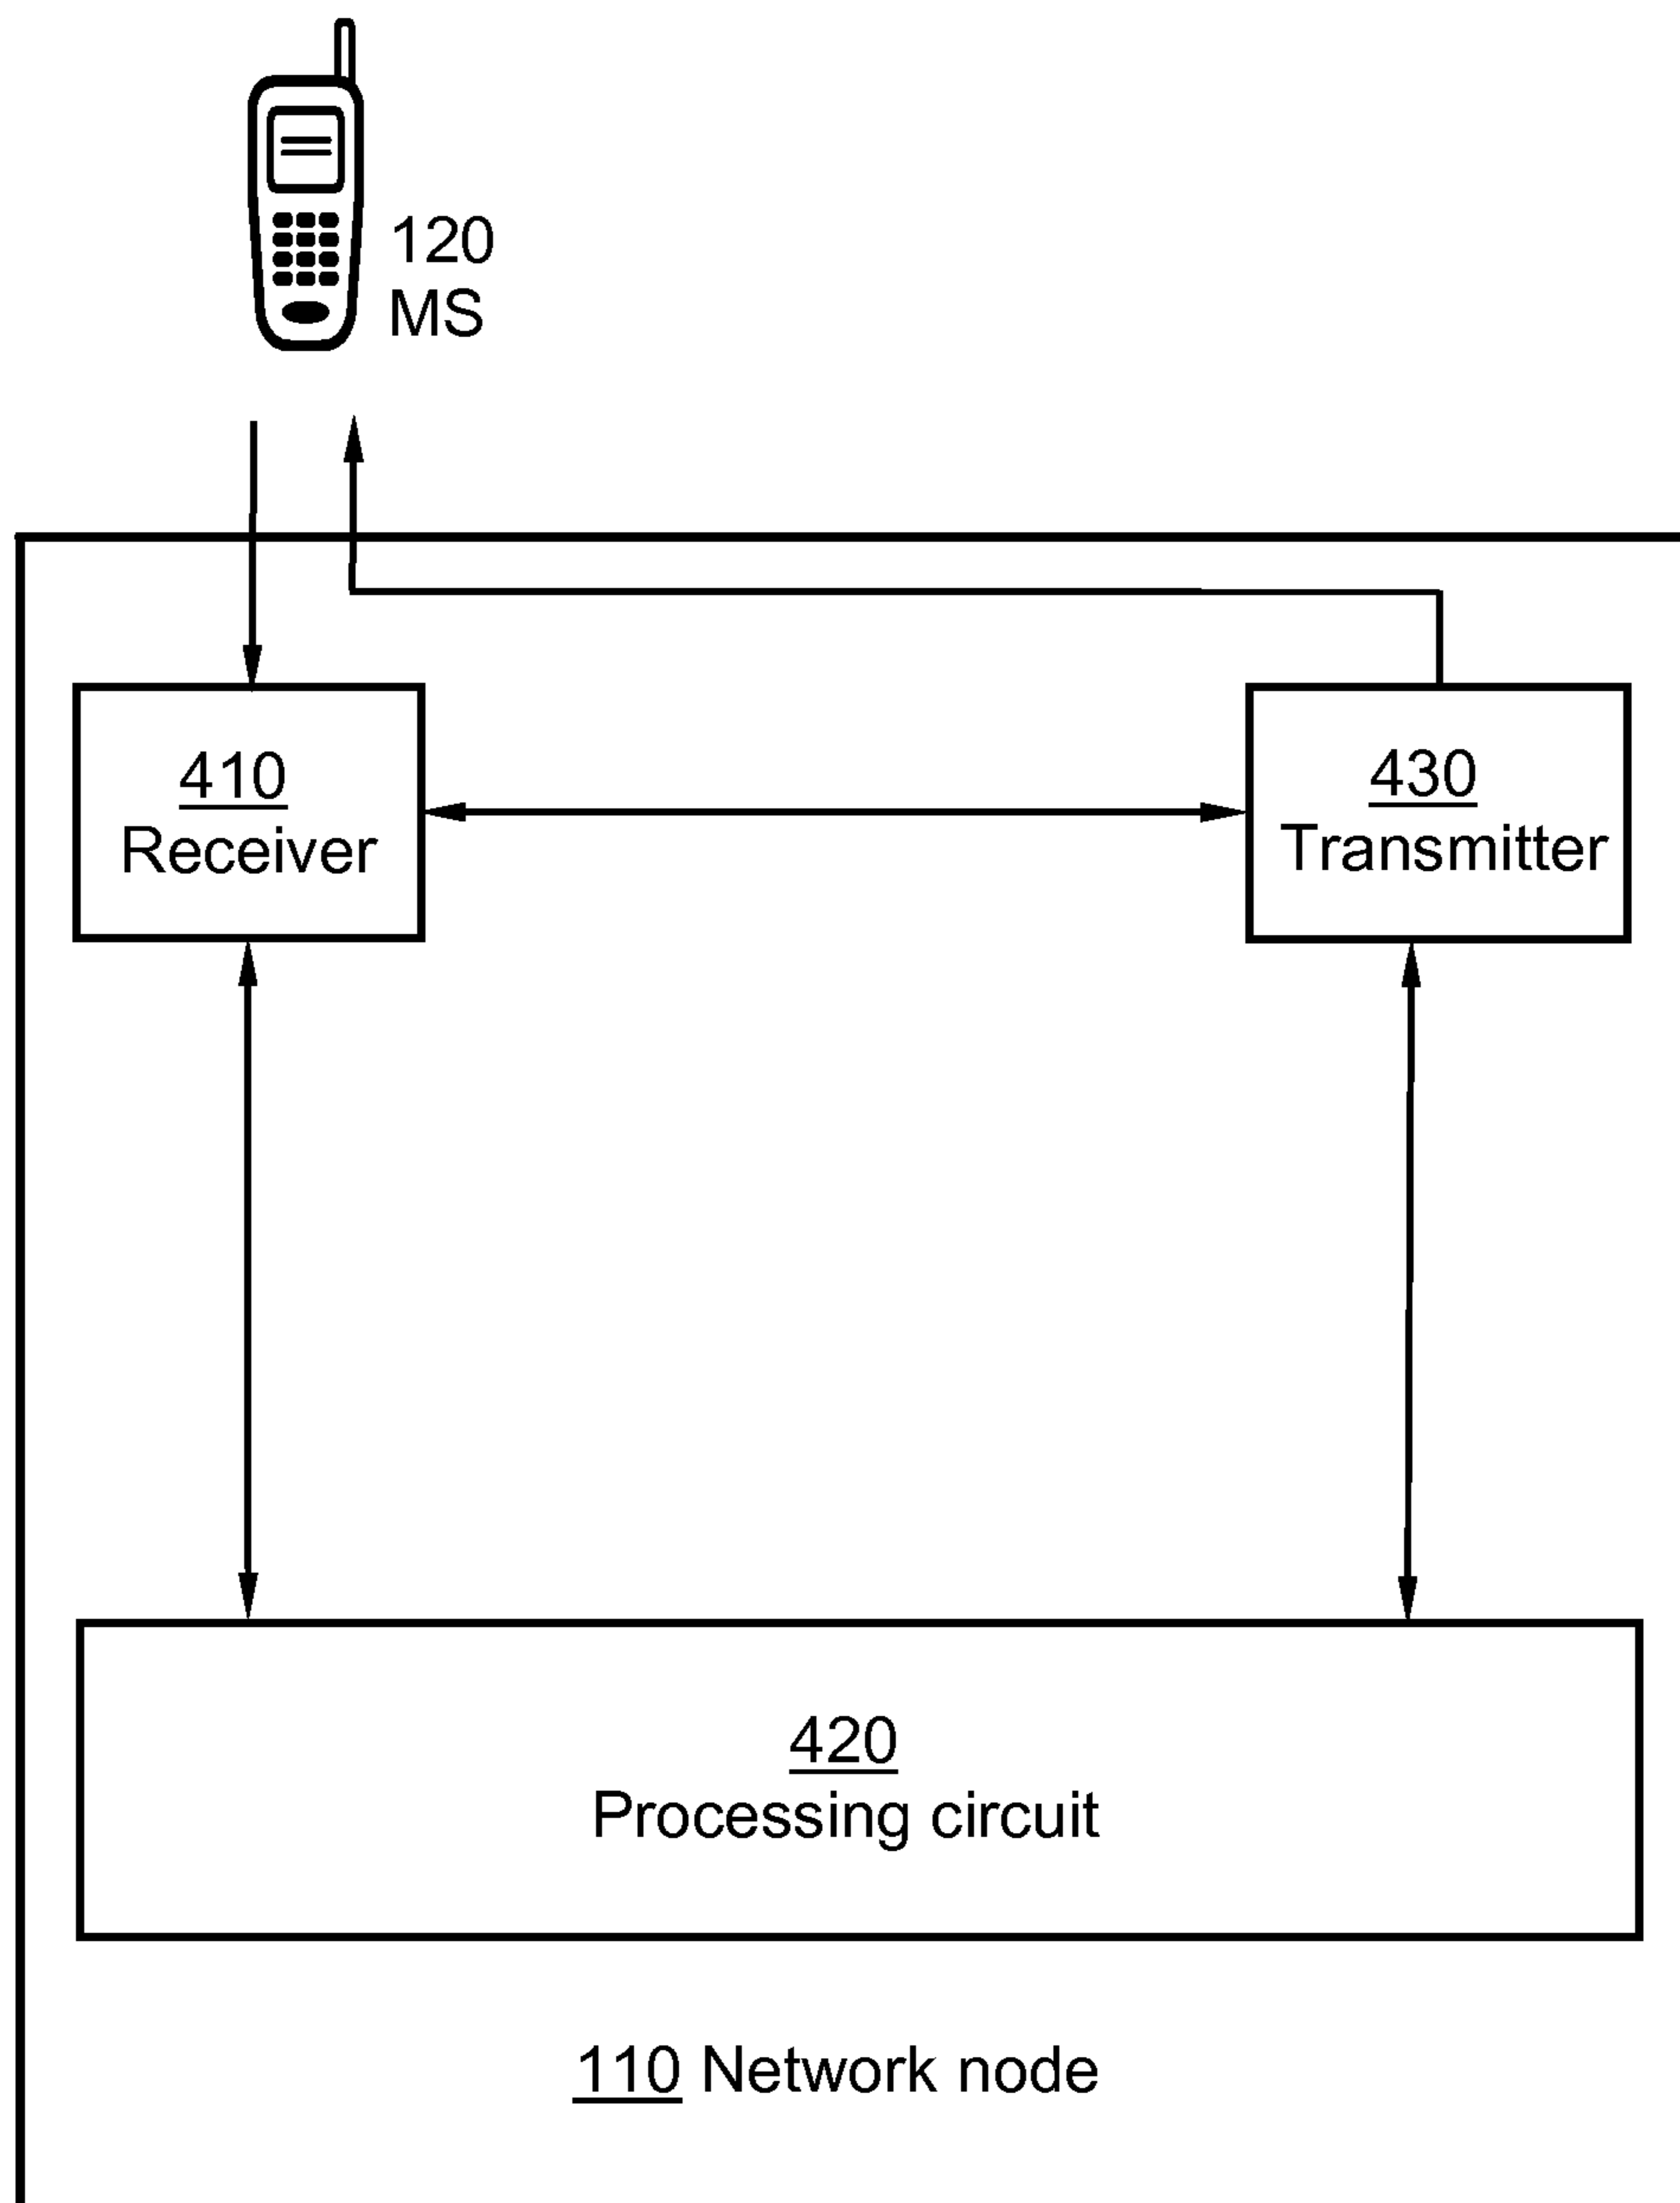 120
MS
410
Receiver
430
Transmitter
420
Processing circuit
110 Network node